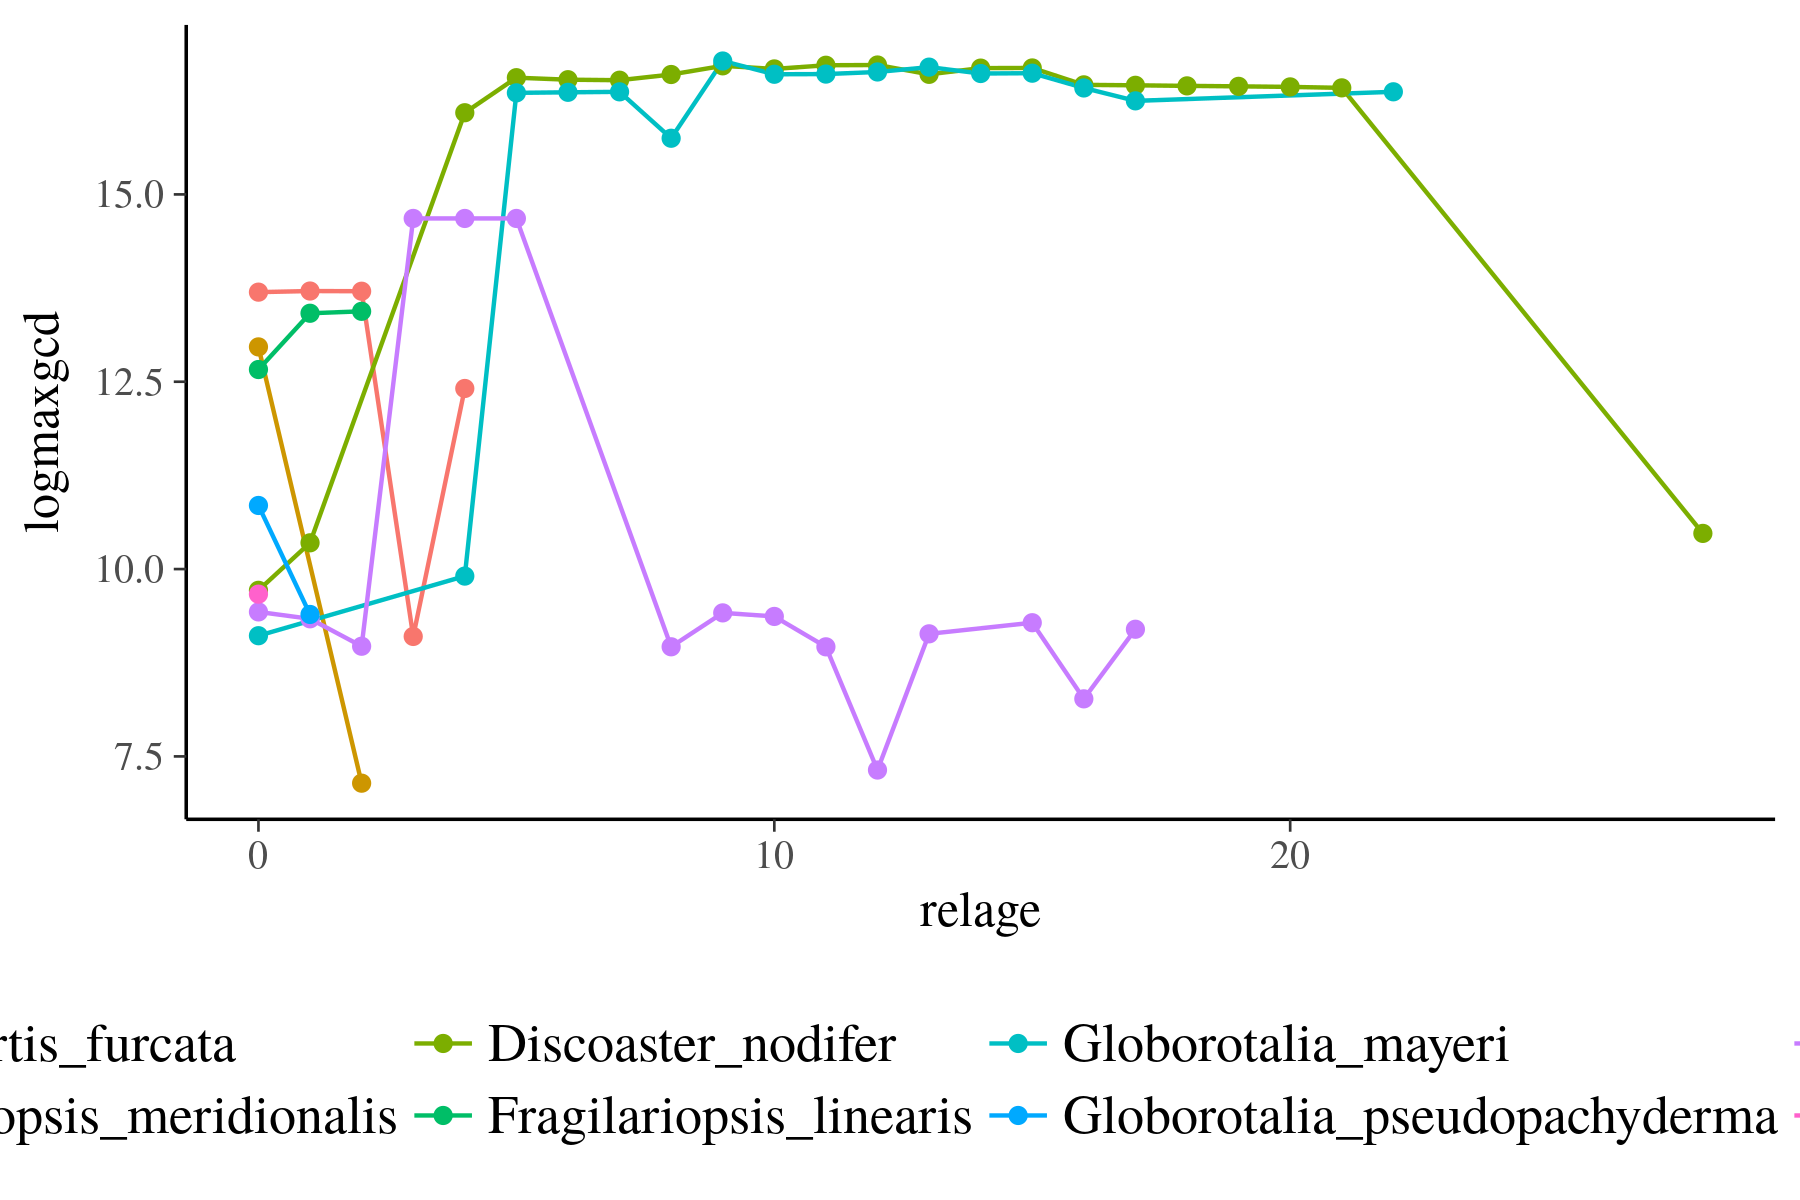 logmaxgcd
15.0
12.5
10.0
7.5
0 10 20
relage
rtis_furcata Discoaster_nodifer Globorotalia_mayeri
opsis_meridionalis Fragilariopsis_linearis Globorotalia_pseudopachyderma